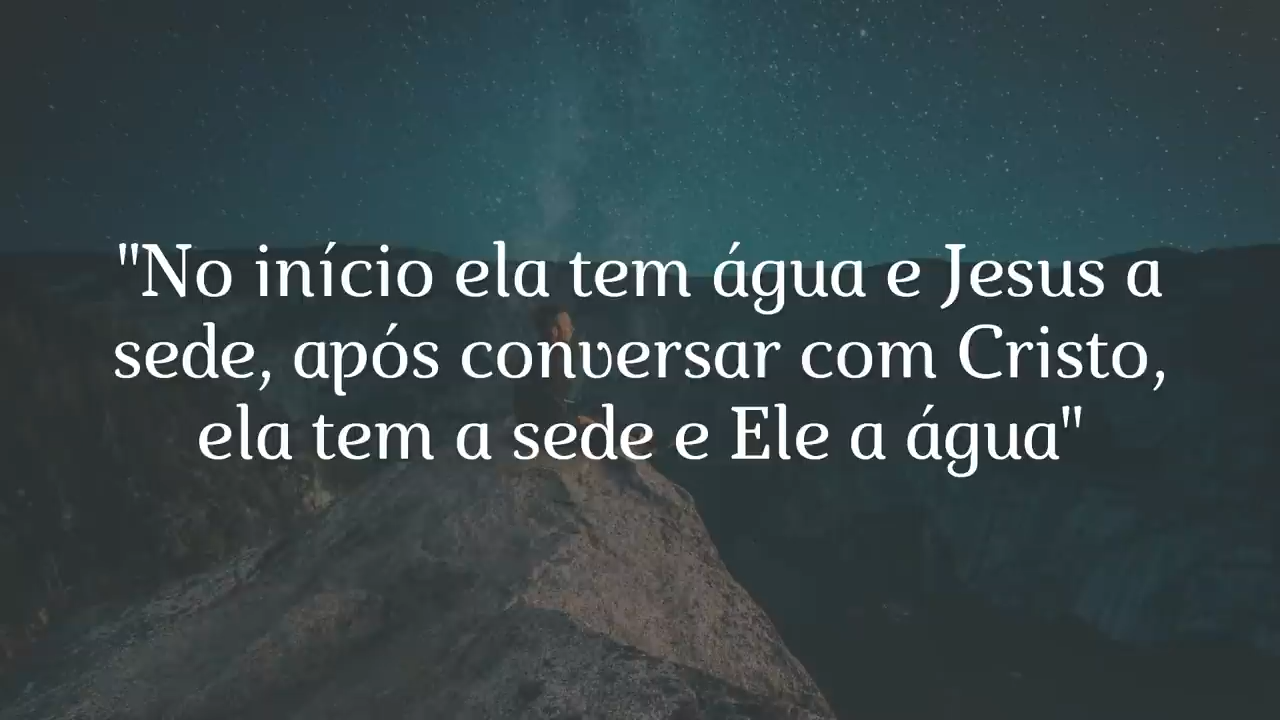 "No início ela tem água e Jesus a
sede, após conversar com Cristo,
ela tem a sede e Ele a água"